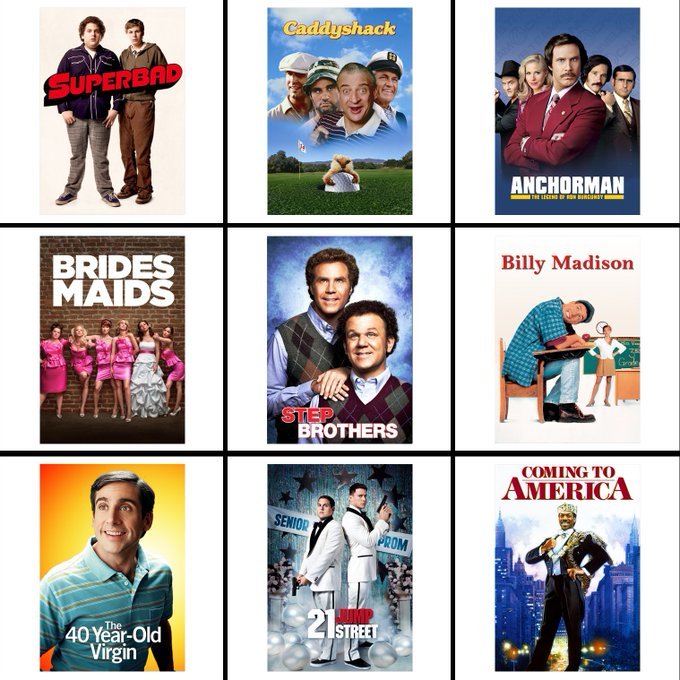 SUPERBAD
Caddyshack
ANCHORMAN
THE LEGEND OF RON BURGUNDY
BRIDES
MAIDS
STEP
BROTHERS
Billy Madison
The
40 Year-Old
Virgin
SENIOR
PROM
21 JUMP
STREET
COMING TO
AMERICA